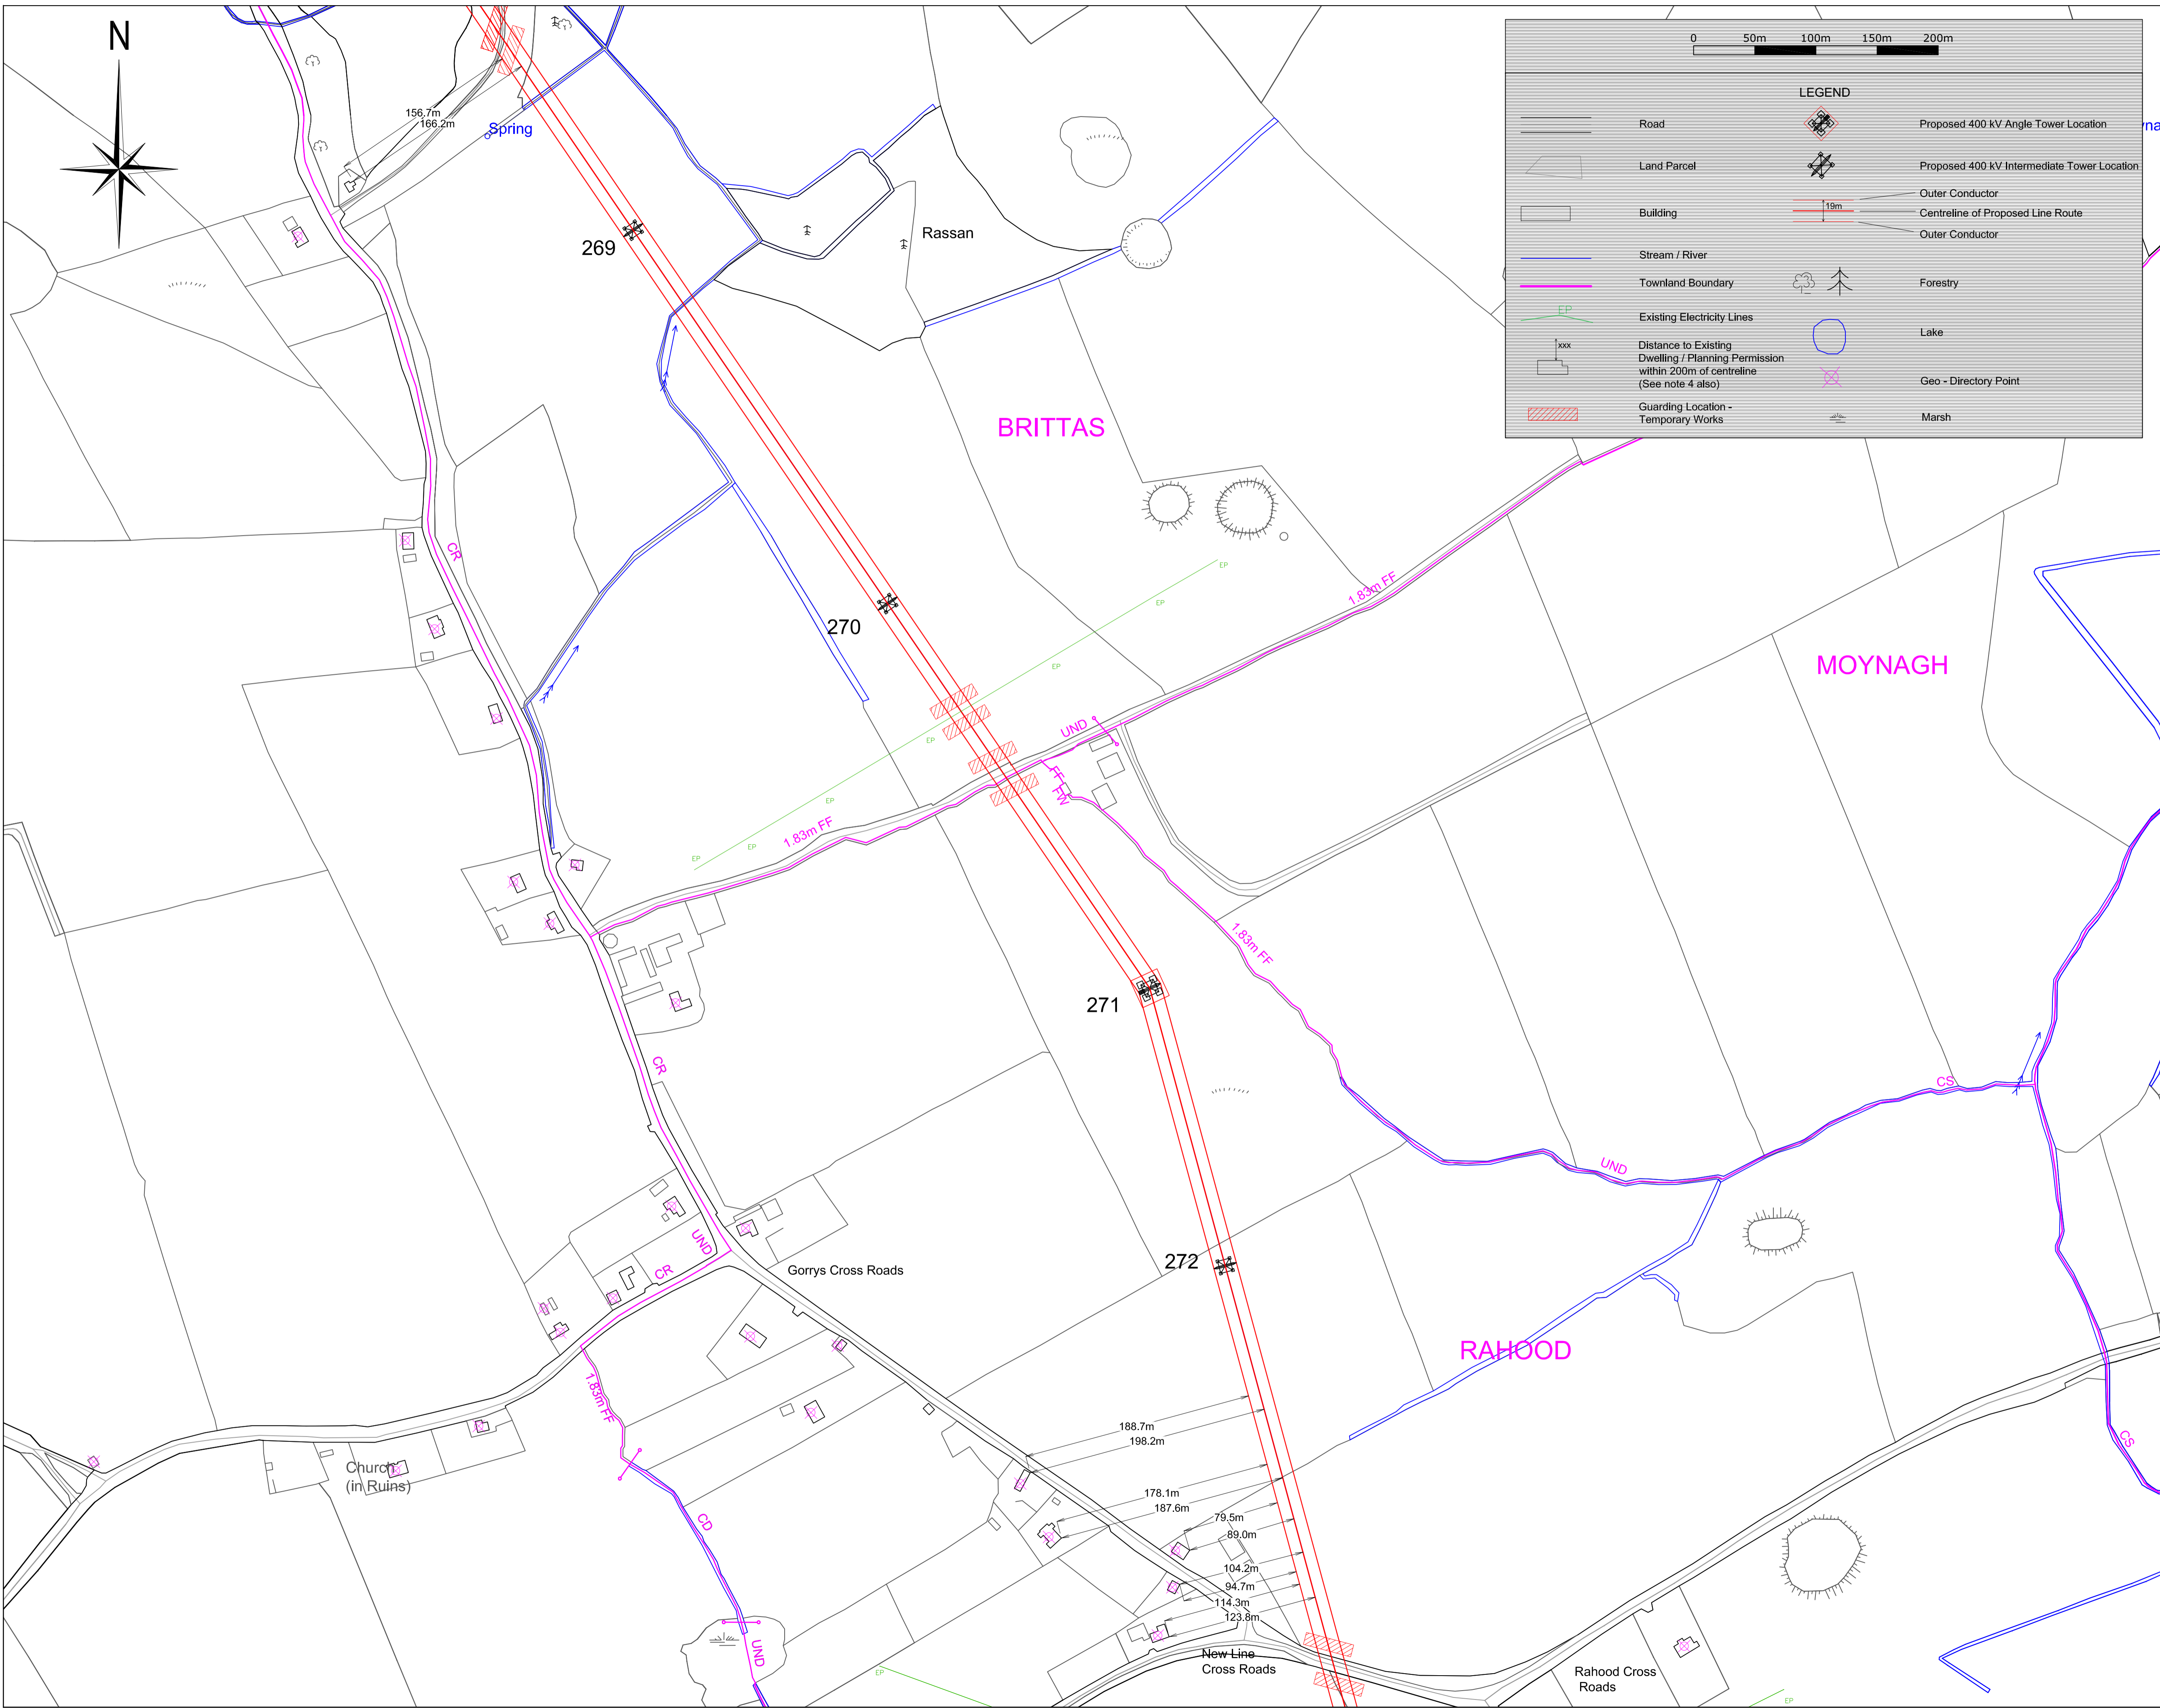 N
0 50m 100m 150m 200m
LEGEND
Road
Proposed 400 kV Angle Tower Location
Land Parcel
Proposed 400 kV Intermediate Tower Location
Outer Conductor
19m
Building
Centreline of Proposed Line Route
Outer Conductor
Stream / River
Townland Boundary
Forestry
EP
Existing Electricity Lines
Lake
xxx
Distance to Existing
Dwelling / Planning Permission
within 200m of centreline
(See note 4 also)
Geo - Directory Point
Guarding Location -
Temporary Works
Marsh
156.7m
166.2m
Spring
269
Rassan
BRITTAS
CR
EP
EP
1.83m FF
270
EP
MOYNAGH
UND
EP
FF
FW
EP
1.83m FF
EP
EP
1.83m FF
271
CR
CS
UND
UND
CR
Gorrys Cross Roads
272
RAHOOD
1.83m FF
188.7m
198.2m
CS
Church
(in Ruins)
178.1m
187.6m
CD
79.5m
89.0m
104.2m
94.7m
114.3m
123.8m
UND
New Line
Cross Roads
EP
Rahood Cross
Roads
EP